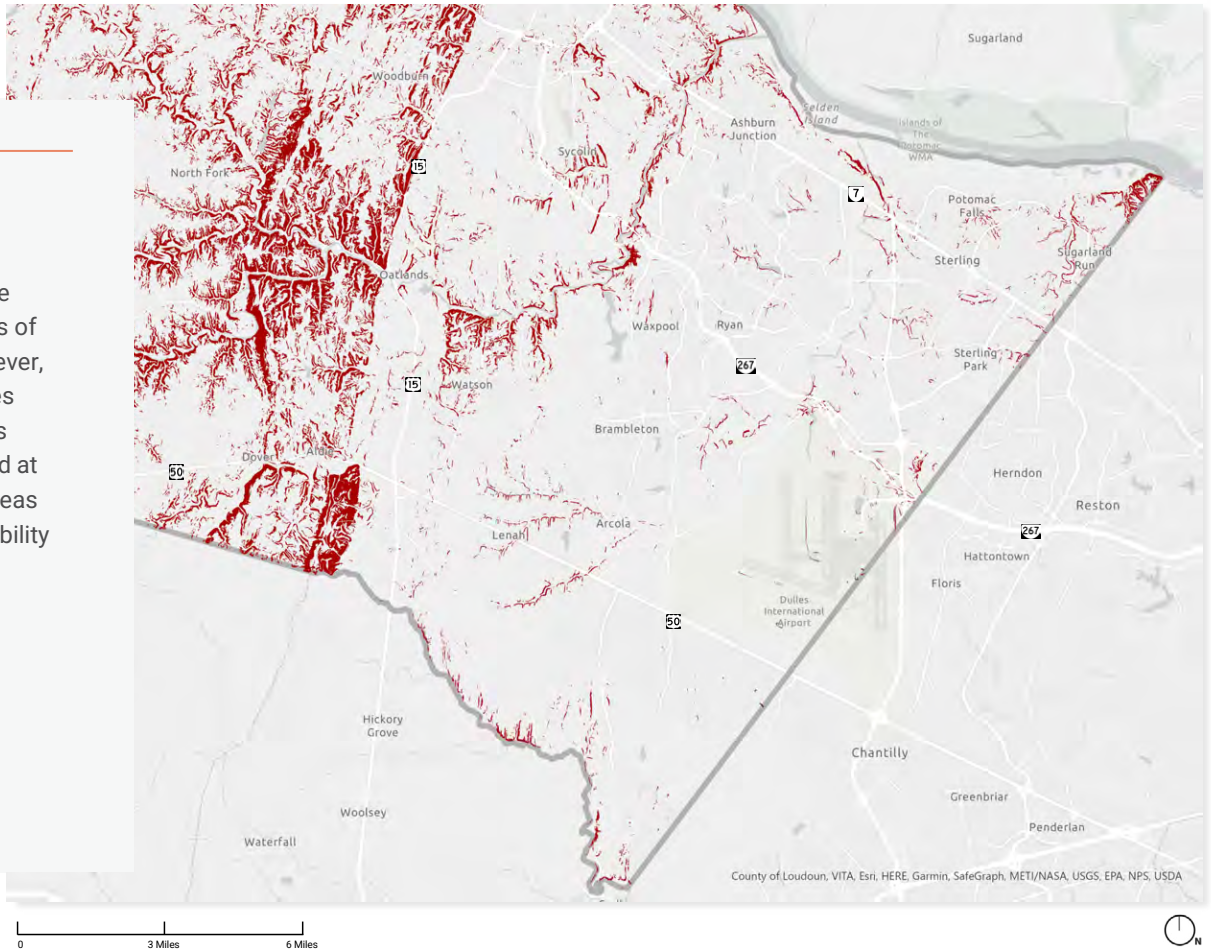 Sugarland
Woodburn
Selden
Island
Ashburn
Junction
Islands of
The
Potomac
WMA
Sycolin
15
North Fork
7
Potomac
Falls
Sugarland
Run
Sterling
Oatlands
e
s of
ever,
es
s
d at
eas
bility
Waxpool
Ryan
Sterling
Park
267
15
Watson
Brambleton
Dover
Aldie
50
Herndon
Reston
Arcola
Lenah
267
Hattontown
Floris
Dulles
International
Airport
50
Hickory
Grove
Chantilly
Greenbriar
Woolsey
Penderlan
Waterfall
County of Loudoun, VITA, Esri, HERE, Garmin, SafeGraph, METI/NASA, USGS, EPA, NPS, USDA
0
3 Miles
6 Miles
N